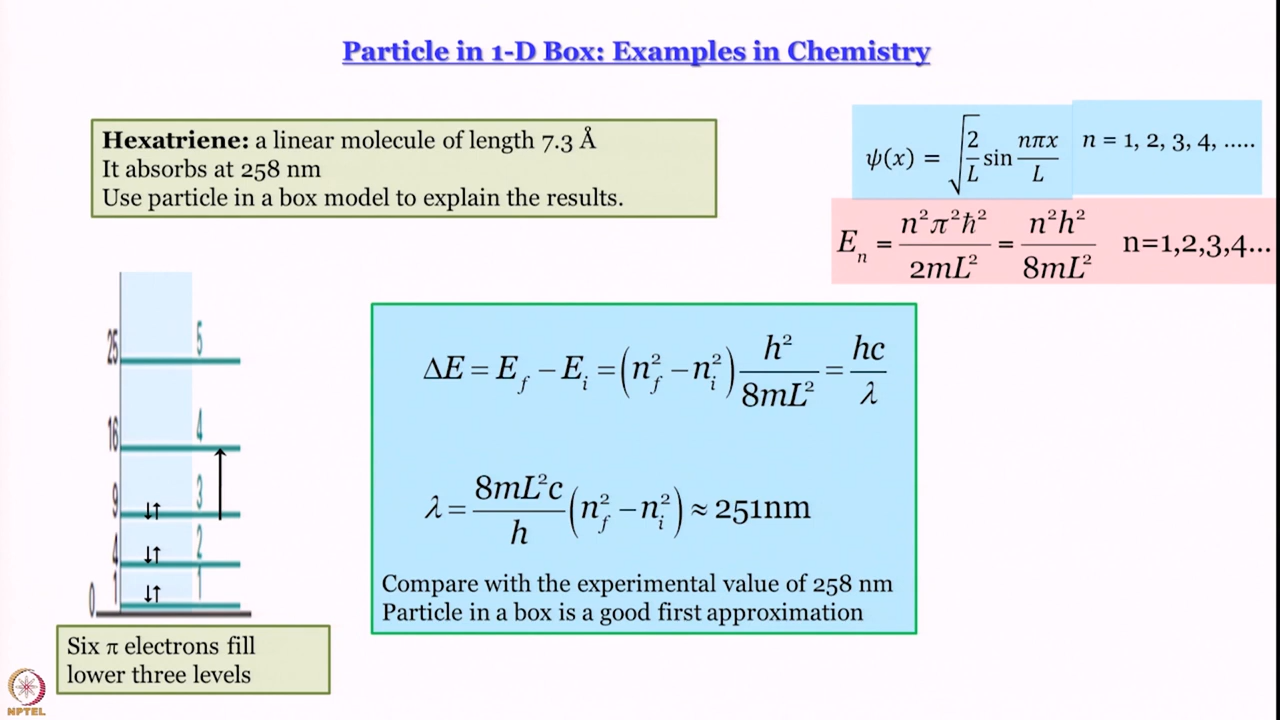 Particle in 1-D Box: Examples in Chemistry
Hexatriene: a linear molecule of length 7.3 Å
It absorbs at 258 nm
Use particle in a box model to explain the results.
ψ(x) = √(2/L) sin nπx/L n = 1, 2, 3, 4, .....
Eₙ = n²π²ħ²/2mL² = n²h²/8mL² n=1,2,3,4...
25 5
16 4
9 3
4 2
1 1
0
↓↑
↓↑
↓↑
Six π electrons fill
lower three levels
ΔE = E_f − E_i = (n_f² − n_i²) h²/8mL² = hc/λ
λ = 8mL²c/h (n_f² − n_i²) ≈ 251nm
Compare with the experimental value of 258 nm
Particle in a box is a good first approximation
NPTEL